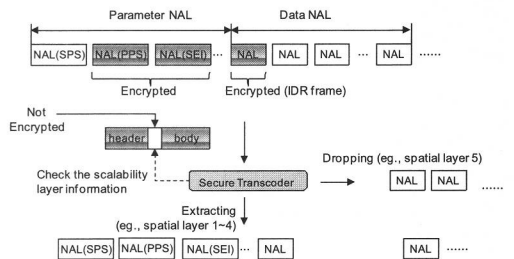 Parameter NAL Data NAL
NAL(SPS) NAL(PPS) NAL(SEI) ... NAL NAL NAL ... NAL ......
Encrypted Encrypted (IDR frame)
Not
Encrypted
header body
Check the scalability
layer information
Secure Transcoder
Dropping (eg., spatial layer 5)
NAL NAL ......
Extracting
(eg., spatial layer 1~4)
NAL(SPS) NAL(PPS) NAL(SEI) ... NAL NAL ......